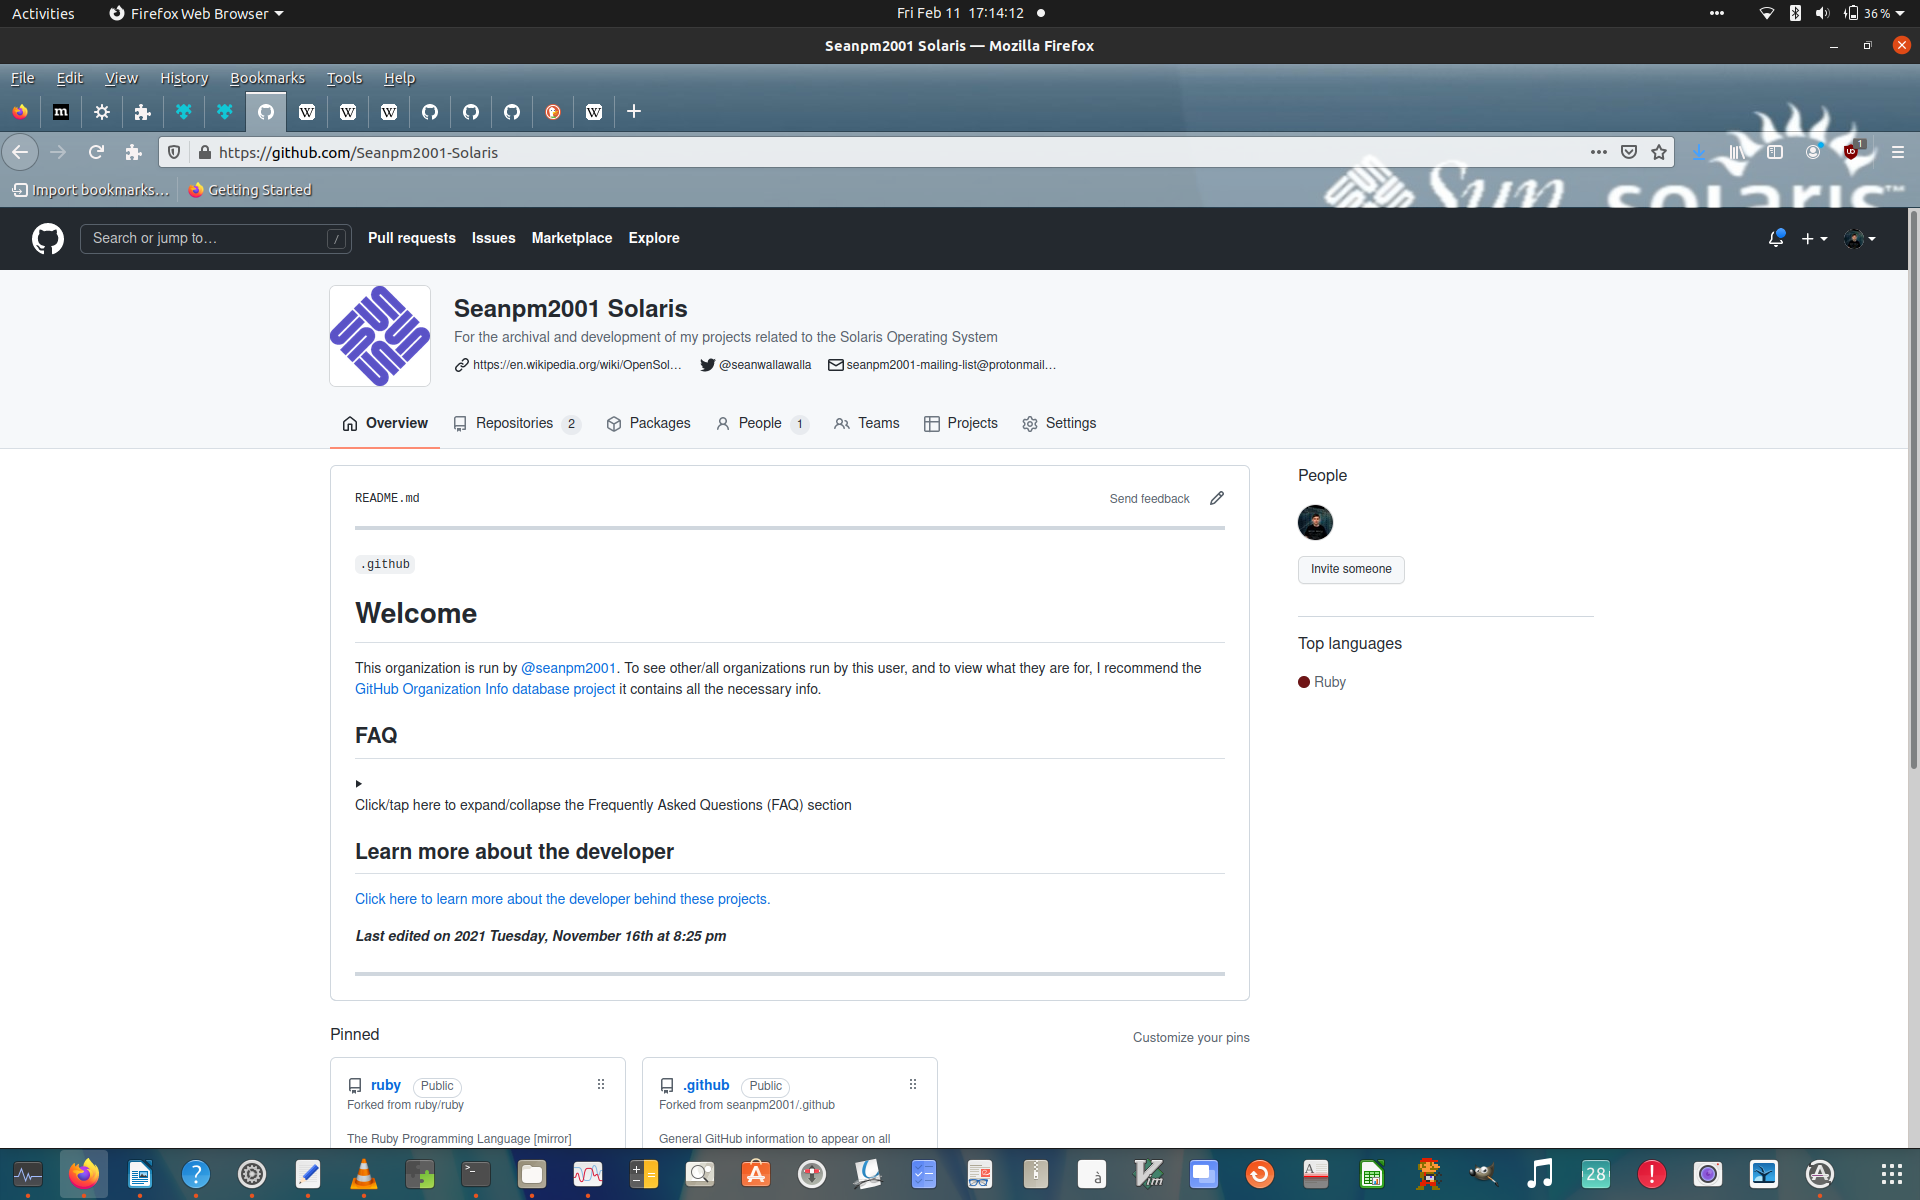 Activities
Firefox Web Browser
Fri Feb 11 17:14:12
36 %
Seanpm2001 Solaris — Mozilla Firefox
File Edit View History Bookmarks Tools Help
https://github.com/Seanpm2001-Solaris
1
Import bookmarks...
Getting Started
Sun
solaris™
Search or jump to...
/
Pull requests Issues Marketplace Explore
Seanpm2001 Solaris
For the archival and development of my projects related to the Solaris Operating System
https://en.wikipedia.org/wiki/OpenSol...
@seanwallawalla
seanpm2001-mailing-list@protonmail...
Overview
Repositories 2
Packages
People 1
Teams
Projects
Settings
README.md
Send feedback
.github
Welcome
This organization is run by @seanpm2001. To see other/all organizations run by this user, and to view what they are for, I recommend the
GitHub Organization Info database project it contains all the necessary info.
FAQ
Click/tap here to expand/collapse the Frequently Asked Questions (FAQ) section
Learn more about the developer
Click here to learn more about the developer behind these projects.
Last edited on 2021 Tuesday, November 16th at 8:25 pm
People
Invite someone
Top languages
Ruby
Pinned
Customize your pins
ruby Public
Forked from ruby/ruby
The Ruby Programming Language [mirror]
.github Public
Forked from seanpm2001/.github
General GitHub information to appear on all
28